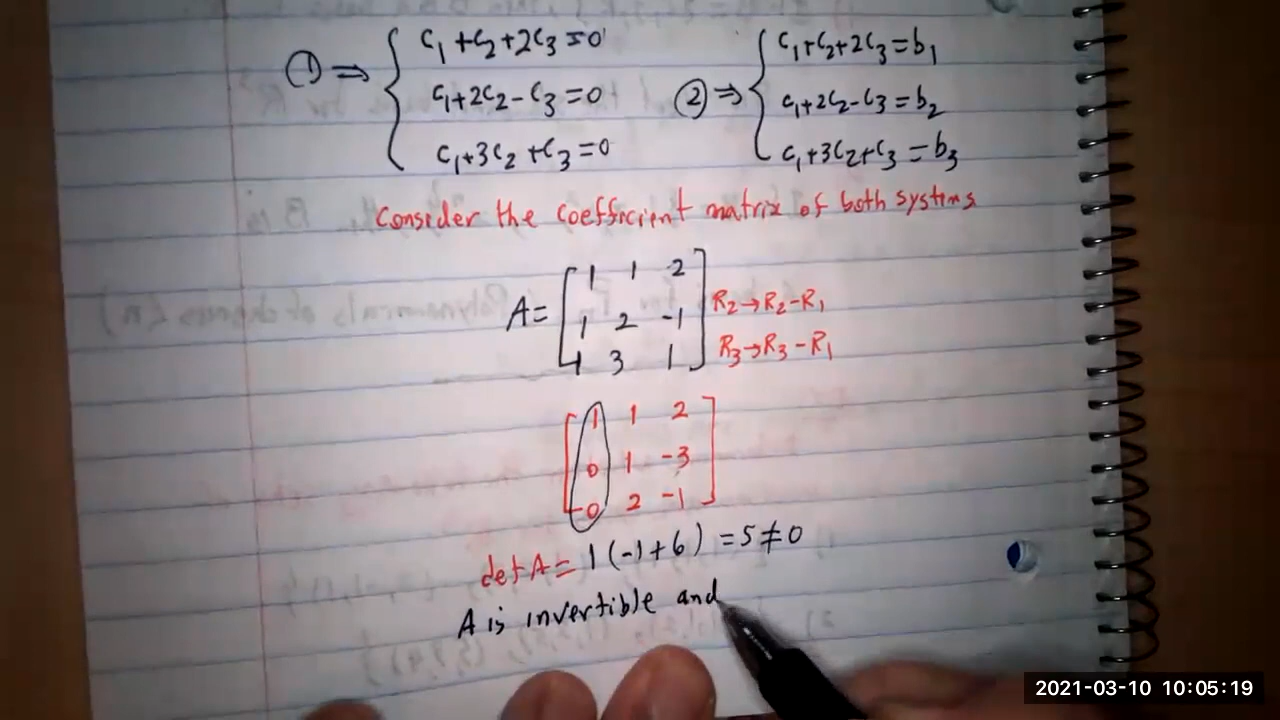 ① ⇒ { c₁ + c₂ + 2c₃ = 0
c₁ + 2c₂ - c₃ = 0
c₁ + 3c₂ + c₃ = 0
② ⇒ { c₁ + c₂ + 2c₃ = b₁
c₁ + 2c₂ - c₃ = b₂
c₁ + 3c₂ + c₃ = b₃
Consider the coefficient matrix of both systems
A = [ 1 1 2
1 2 -1
1 3 1 ]
R₂→R₂-R₁
R₃→R₃-R₁
[ 1 1 2
0 1 -3
0 2 -1 ]
det A = 1(-1+6) = 5 ≠ 0
A is invertible and
2021-03-10 10:05:19